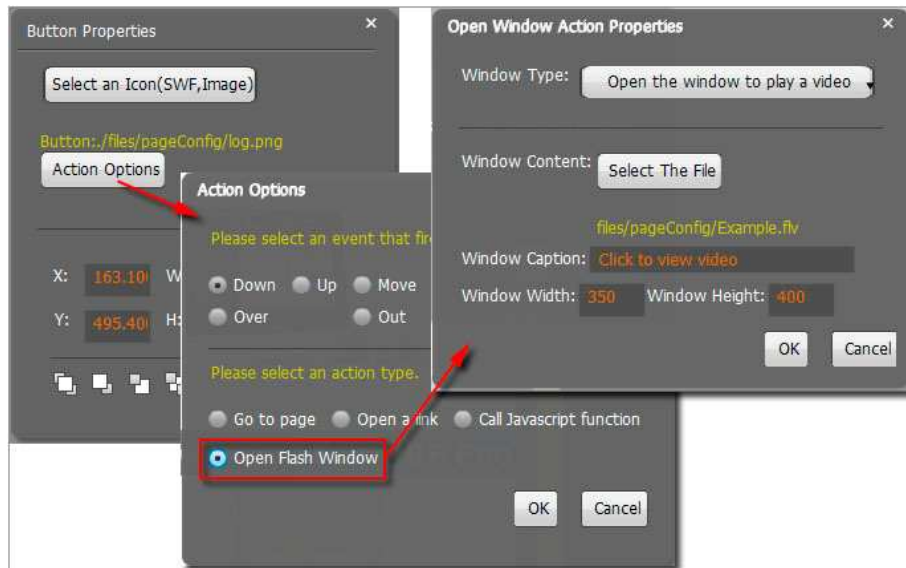 Button Properties
Select an Icon(SWF,Image)
Button:./files/pageConfig/log.png
Action Options
X: 163.10
Y: 495.40 H:
Action Options
Please select an event that
Down Up Move
Over Out
Please select an action type.
Go to page Open a link Call Javascript function
Open Flash Window
OK Cancel
Open Window Action Properties
Window Type: Open the window to play a video
Window Content: Select The File
files/pageConfig/Example.flv
Window Caption: Click to view video
Window Width: 350 Window Height: 400
OK Cancel